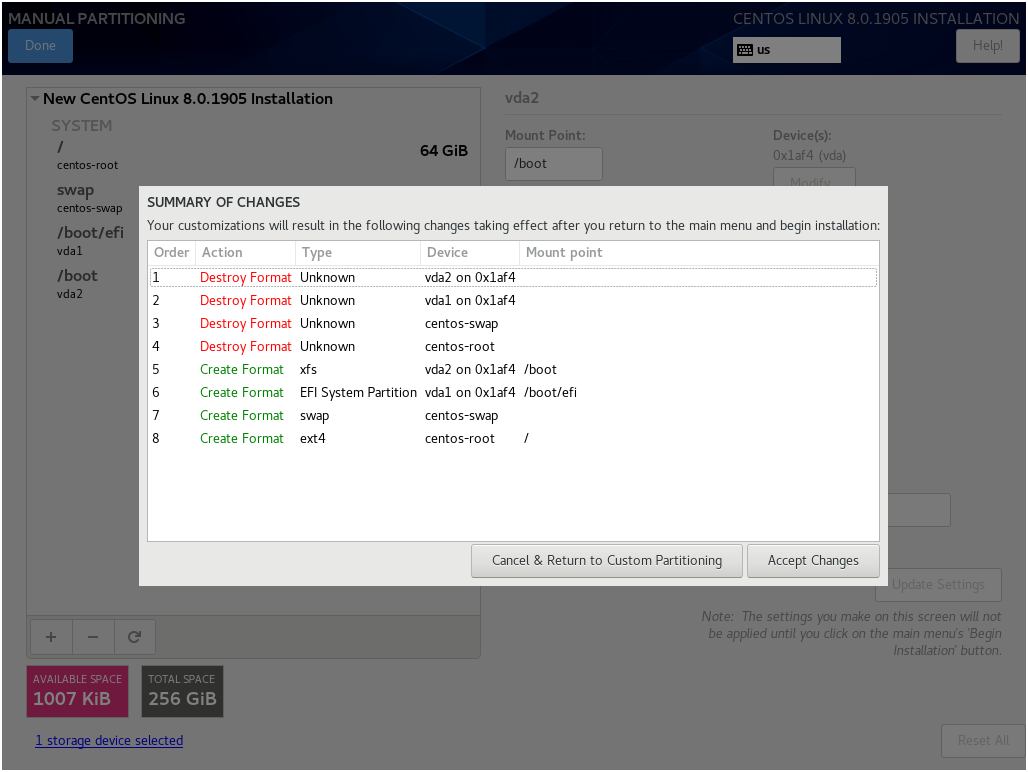 MANUAL PARTITIONING
CENTOS LINUX 8.0.1905 INSTALLATION
Done
us
Help!
New CentOS Linux 8.0.1905 Installation
SYSTEM
/
centos-root
64 GiB
swap
centos-swap
/boot/efi
vda1
/boot
vda2
vda2
Mount Point:
/boot
Device(s):
0x1af4 (vda)
Modify...
SUMMARY OF CHANGES
Your customizations will result in the following changes taking effect after you return to the main menu and begin installation:
Order Action Type Device Mount point
1 Destroy Format Unknown vda2 on 0x1af4
2 Destroy Format Unknown vda1 on 0x1af4
3 Destroy Format Unknown centos-swap
4 Destroy Format Unknown centos-root
5 Create Format xfs vda2 on 0x1af4 /boot
6 Create Format EFI System Partition vda1 on 0x1af4 /boot/efi
7 Create Format swap centos-swap
8 Create Format ext4 centos-root /
Cancel & Return to Custom Partitioning
Accept Changes
Update Settings
Note: The settings you make on this screen will not
be applied until you click on the main menu's 'Begin
Installation' button.
+ −
AVAILABLE SPACE
1007 KiB
TOTAL SPACE
256 GiB
1 storage device selected
Reset All